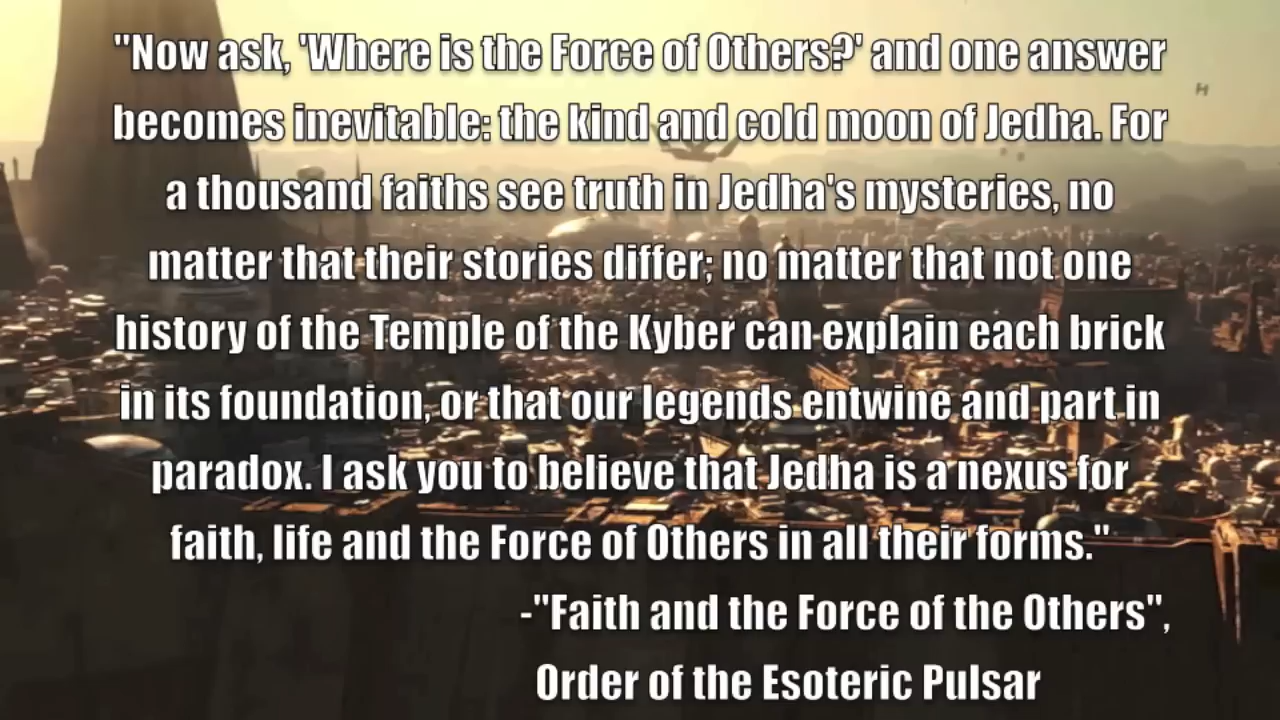 "Now ask, 'Where is the Force of Others?' and one answer
becomes inevitable: the kind and cold moon of Jedha. For
a thousand faiths see truth in Jedha's mysteries, no
matter that their stories differ; no matter that not one
history of the Temple of the Kyber can explain each brick
in its foundation, or that our legends entwine and part in
paradox. I ask you to believe that Jedha is a nexus for
faith, life and the Force of Others in all their forms."
-"Faith and the Force of the Others",
Order of the Esoteric Pulsar